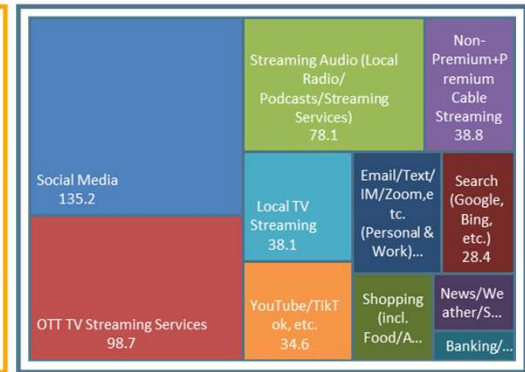 Social Media
135.2
OTT TV Streaming Services
98.7
Streaming Audio (Local
Radio/
Podcasts/Streaming
Services)
78.1
Non-
Premium+P
remium
Cable
Streaming
38.8
Local TV
Streaming
38.1
YouTube/TikT
ok, etc.
34.6
Email/Text/
IM/Zoom,e
tc.
(Personal &
Work)...
Search
(Google,
Bing,
etc.)
28.4
Shopping
(incl.
Food/A...
News/We
ather/S...
Banking/...